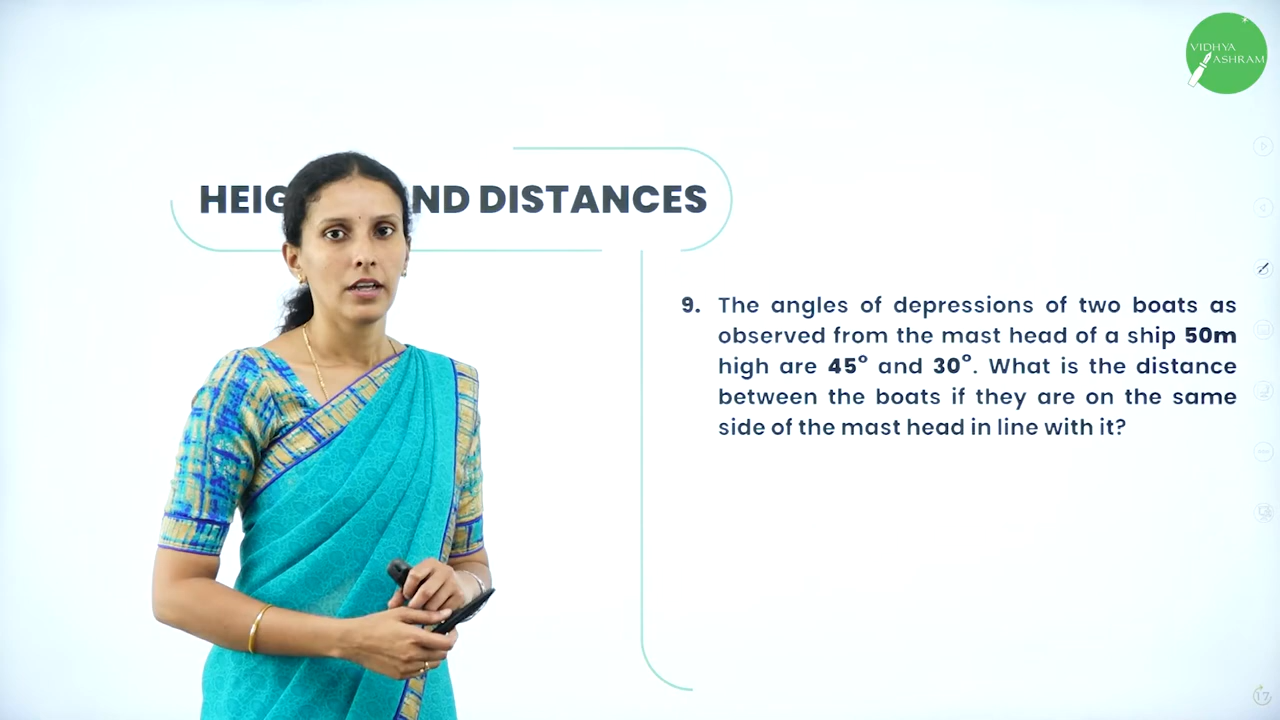 VIDHYA
ASHRAM
HEIG ND DISTANCES
9. The angles of depressions of two boats as
observed from the mast head of a ship 50m
high are 45° and 30°. What is the distance
between the boats if they are on the same
side of the mast head in line with it?
17